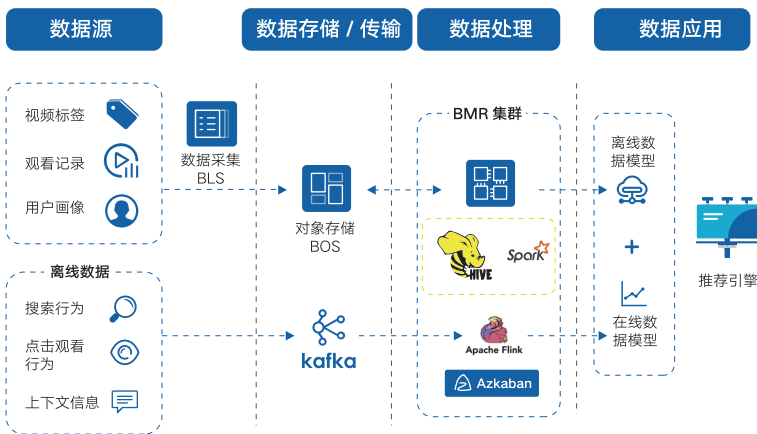 数据源
数据存储 / 传输
数据处理
数据应用
视频标签
观看记录
用户画像
数据采集
BLS
对象存储
BOS
BMR 集群
HIVE
Spark
离线数
据模型
+
在线数
据模型
推荐引擎
离线数据
搜索行为
点击观看
行为
上下文信息
kafka
Apache Flink
Azkaban